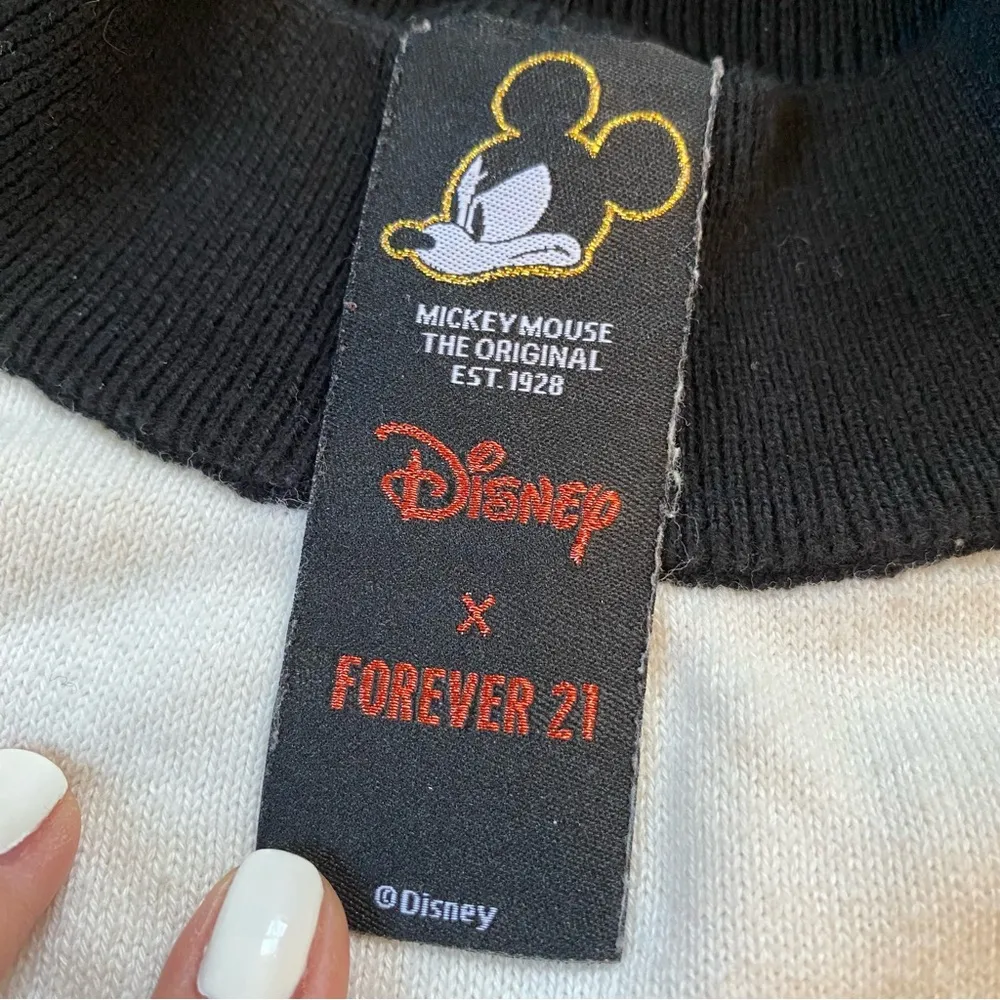 MICKEY MOUSE
THE ORIGINAL
EST. 1928
Disney
x
FOREVER 21
©Disney